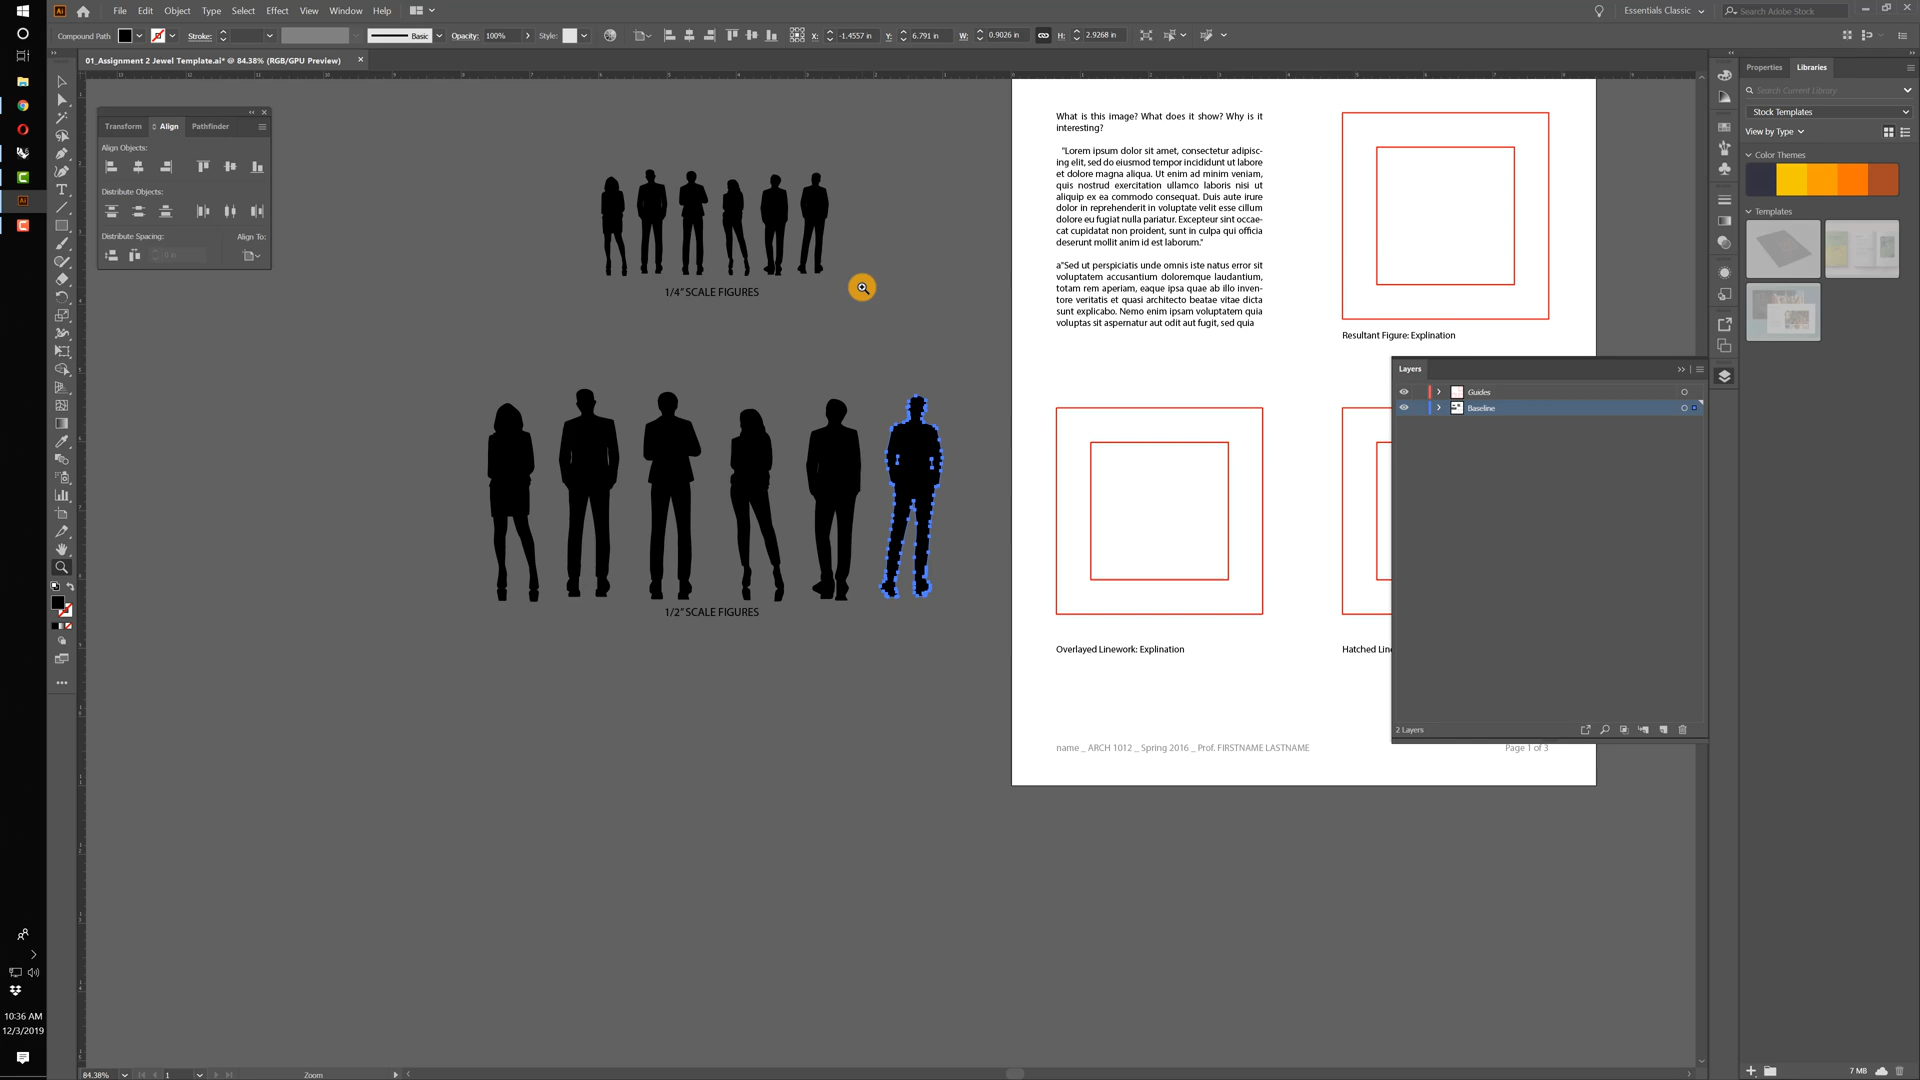 File Edit Object Type Select Effect View Window Help
Essentials Classic
Search Adobe Stock
Compound Path
Stroke:
Basic
Opacity: 100%
Style:
X: -1.4557 in
Y: 6.791 in
W: 0.9026 in
H: 2.9268 in
01_Assignment 2 Jewel Template.ai* @ 84.38% (RGB/GPU Preview)
Transform
Align
Pathfinder
Align Objects:
Distribute Objects:
Distribute Spacing:
Align To:
0 in
1/4" SCALE FIGURES
1/2" SCALE FIGURES
What is this image? What does it show? Why is it
interesting?
"Lorem ipsum dolor sit amet, consectetur adipisc-
ing elit, sed do eiusmod tempor incididunt ut labore
et dolore magna aliqua. Ut enim ad minim veniam,
quis nostrud exercitation ullamco laboris nisi ut
aliquip ex ea commodo consequat. Duis aute irure
dolor in reprehenderit in voluptate velit esse cillum
dolore eu fugiat nulla pariatur. Excepteur sint occae-
cat cupidatat non proident, sunt in culpa qui officia
deserunt mollit anim id est laborum."
a"Sed ut perspiciatis unde omnis iste natus error sit
voluptatem accusantium doloremque laudantium,
totam rem aperiam, eaque ipsa quae ab illo inven-
tore veritatis et quasi architecto beatae vitae dicta
sunt explicabo. Nemo enim ipsam voluptatem quia
voluptas sit aspernatur aut odit aut fugit, sed quia
Resultant Figure: Explination
Overlayed Linework: Explination
Hatched Lin
name _ ARCH 1012 _ Spring 2016 _ Prof. FIRSTNAME LASTNAME
Page 1 of 3
Layers
Guides
Baseline
2 Layers
Properties
Libraries
Search Current Library
Stock Templates
View by Type
Color Themes
Templates
7 MB
84.38%
1
Zoom
10:36 AM
12/3/2019